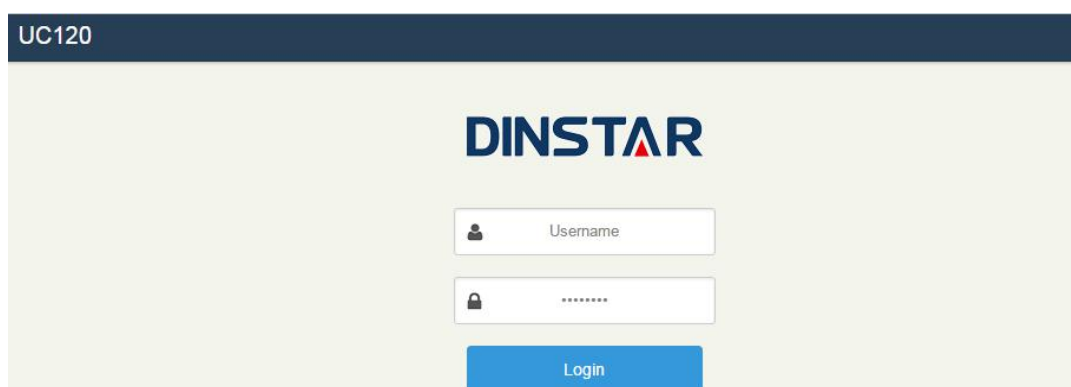 UC120
DINSTAR
Username
••••••••
Login